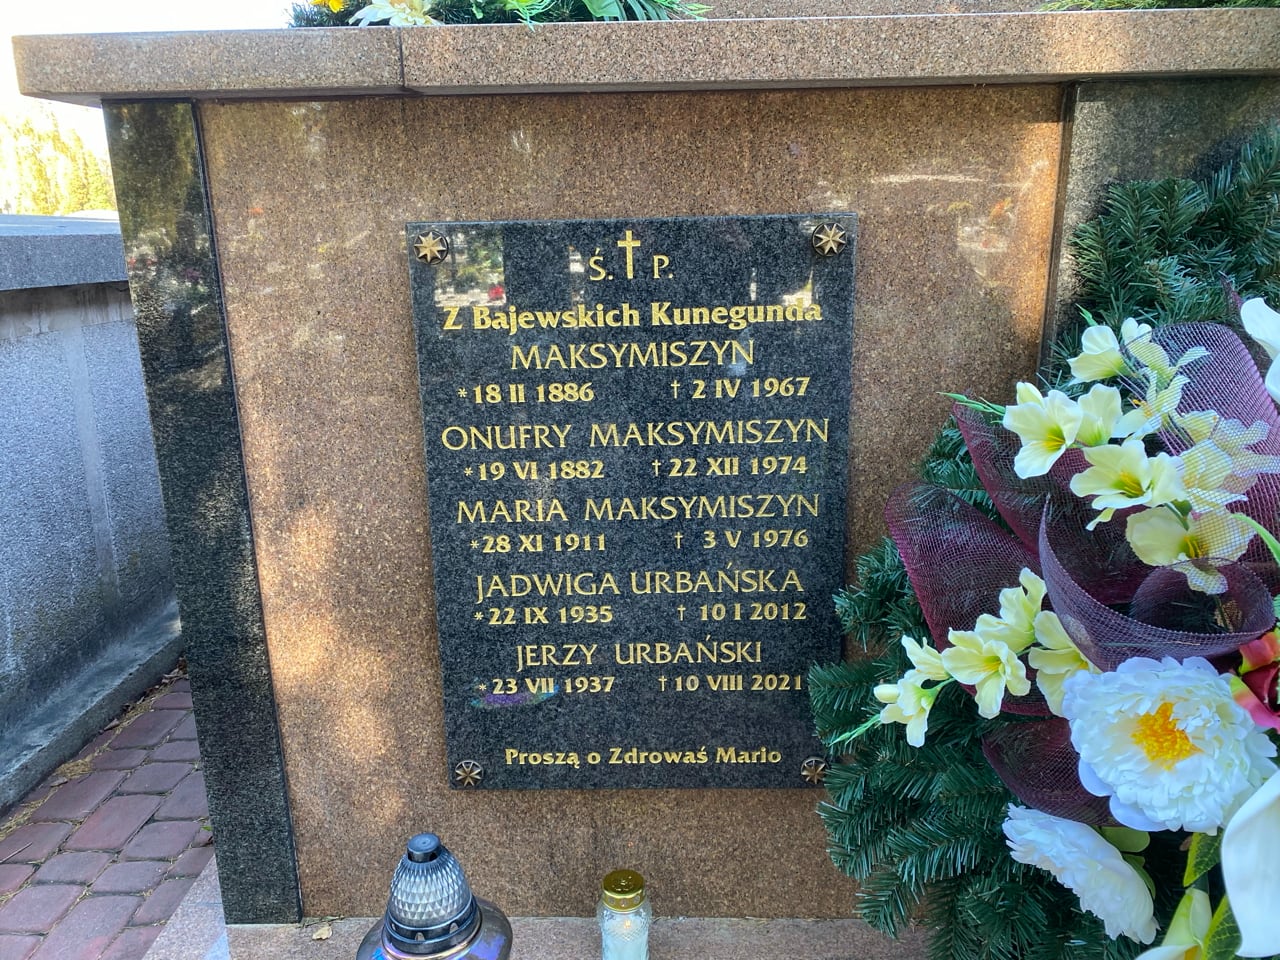 Ś. † P.
Z Bajewskich Kunegunda
MAKSYMISZYN
*18 II 1886 †2 IV 1967
ONUFRY MAKSYMISZYN
*19 VI 1882 †22 XII 1974
MARIA MAKSYMISZYN
*28 XI 1911 † 3 V 1976
JADWIGA URBAŃSKA
*22 IX 1935 †10 I 2012
JERZY URBAŃSKI
*23 VII 1937 †10 VIII 2021
Proszą o Zdrowaś Mario